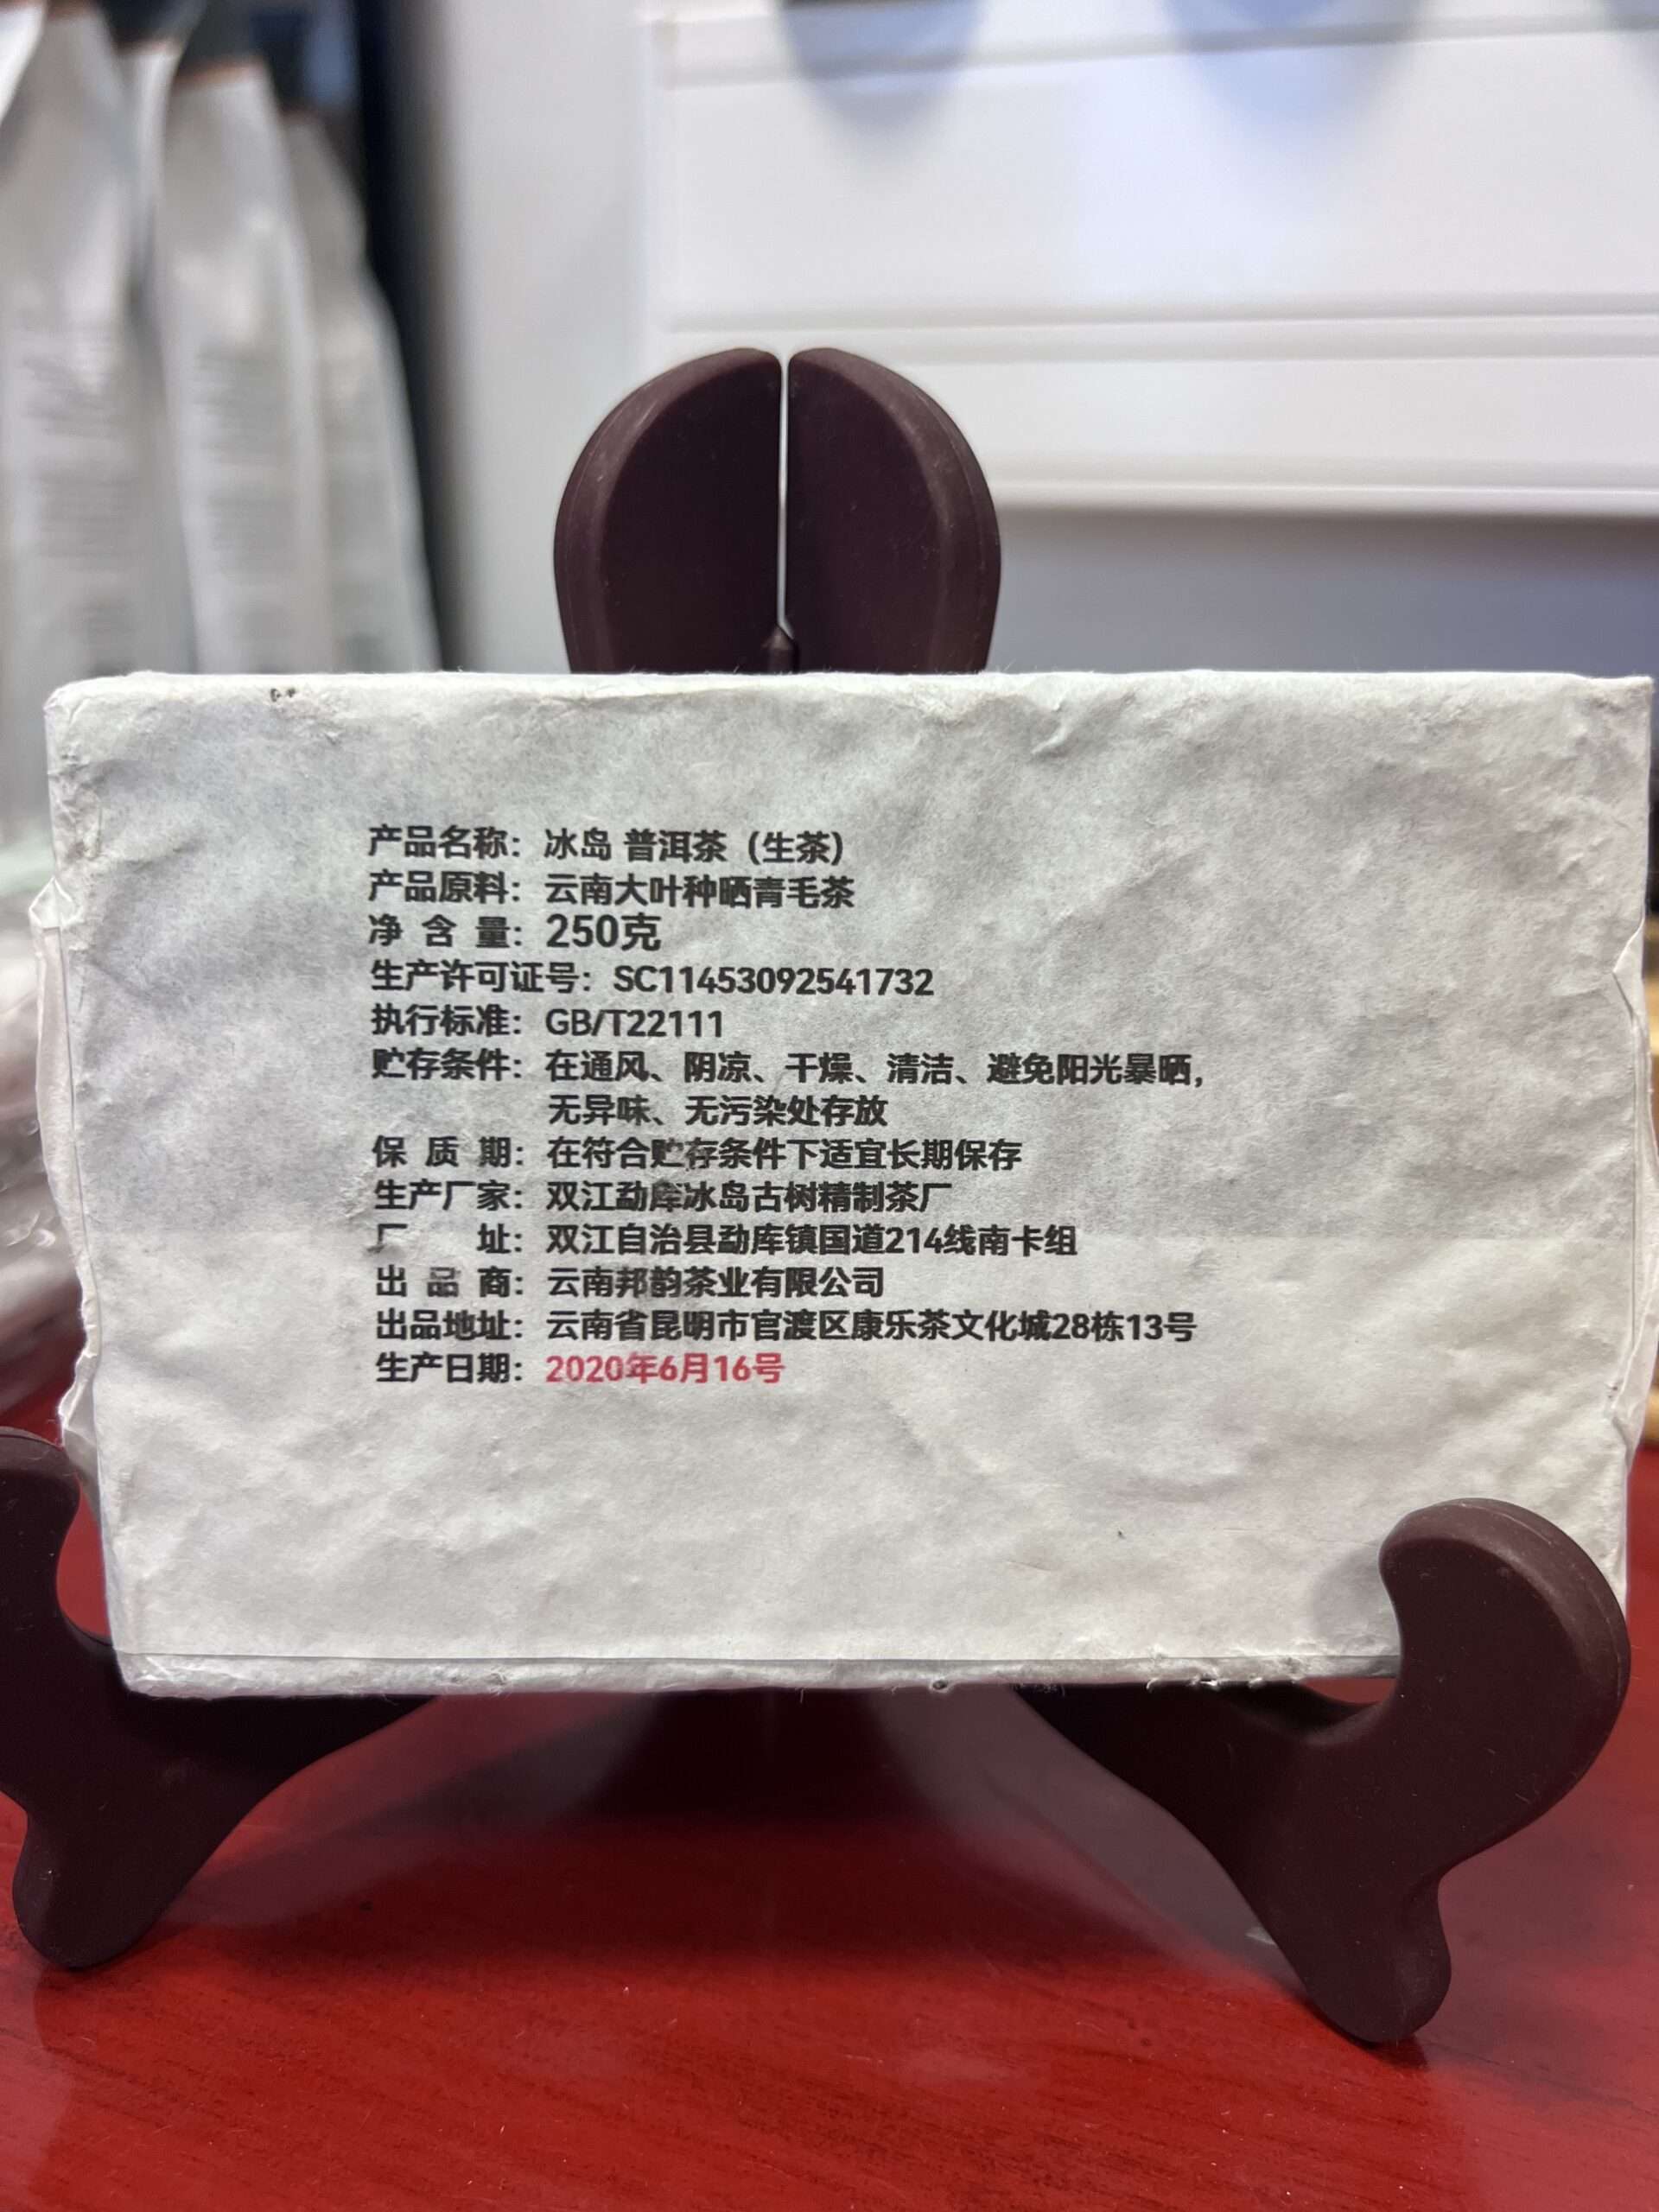 产品名称：冰岛 普洱茶（生茶）
产品原料：云南大叶种晒青毛茶
净 含 量：250克
生产许可证号：SC11453092541732
执行标准：GB/T22111
贮存条件：在通风、阴凉、干燥、清洁、避免阳光暴晒，
无异味、无污染处存放
保 质 期：在符合贮存条件下适宜长期保存
生产厂家：双江勐库冰岛古树精制茶厂
厂 址：双江自治县勐库镇国道214线南卡组
出 品 商：云南邦韵茶业有限公司
出品地址：云南省昆明市官渡区康乐茶文化城28栋13号
生产日期：2020年6月16号